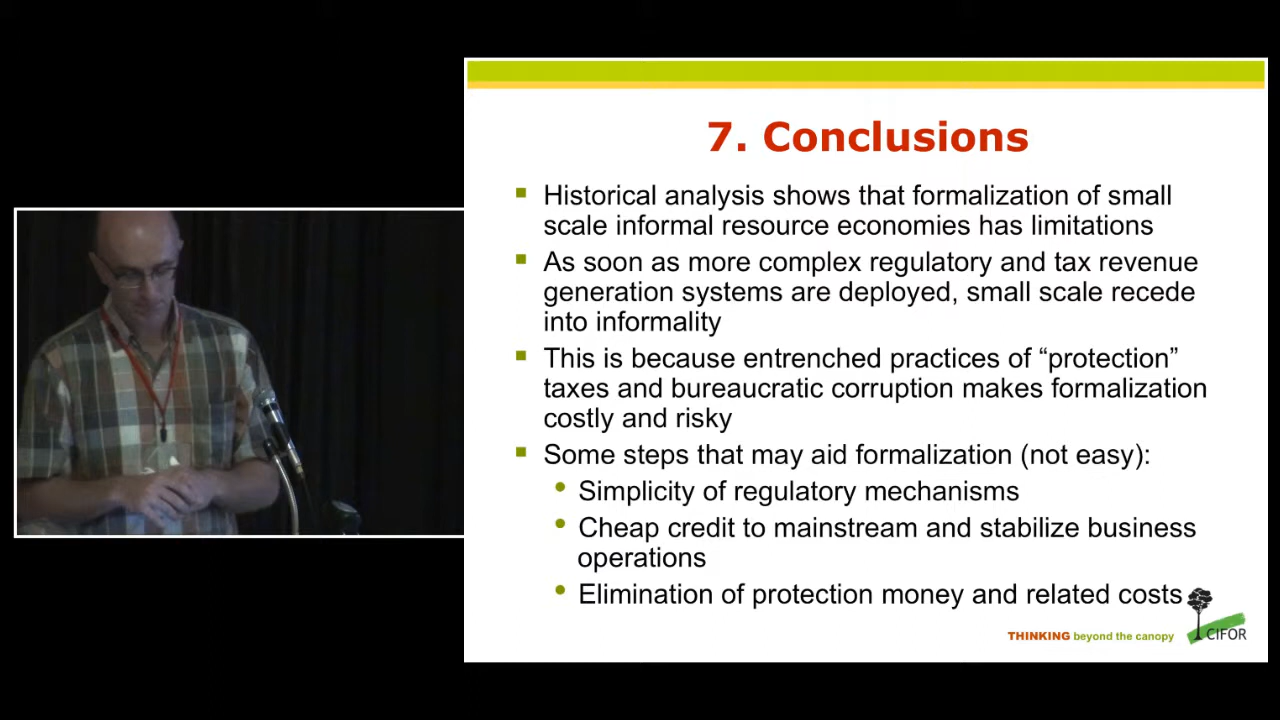 7. Conclusions
Historical analysis shows that formalization of small
scale informal resource economies has limitations
As soon as more complex regulatory and tax revenue
generation systems are deployed, small scale recede
into informality
This is because entrenched practices of “protection”
taxes and bureaucratic corruption makes formalization
costly and risky
Some steps that may aid formalization (not easy):
Simplicity of regulatory mechanisms
Cheap credit to mainstream and stabilize business
operations
Elimination of protection money and related costs
THINKING beyond the canopy
CIFOR